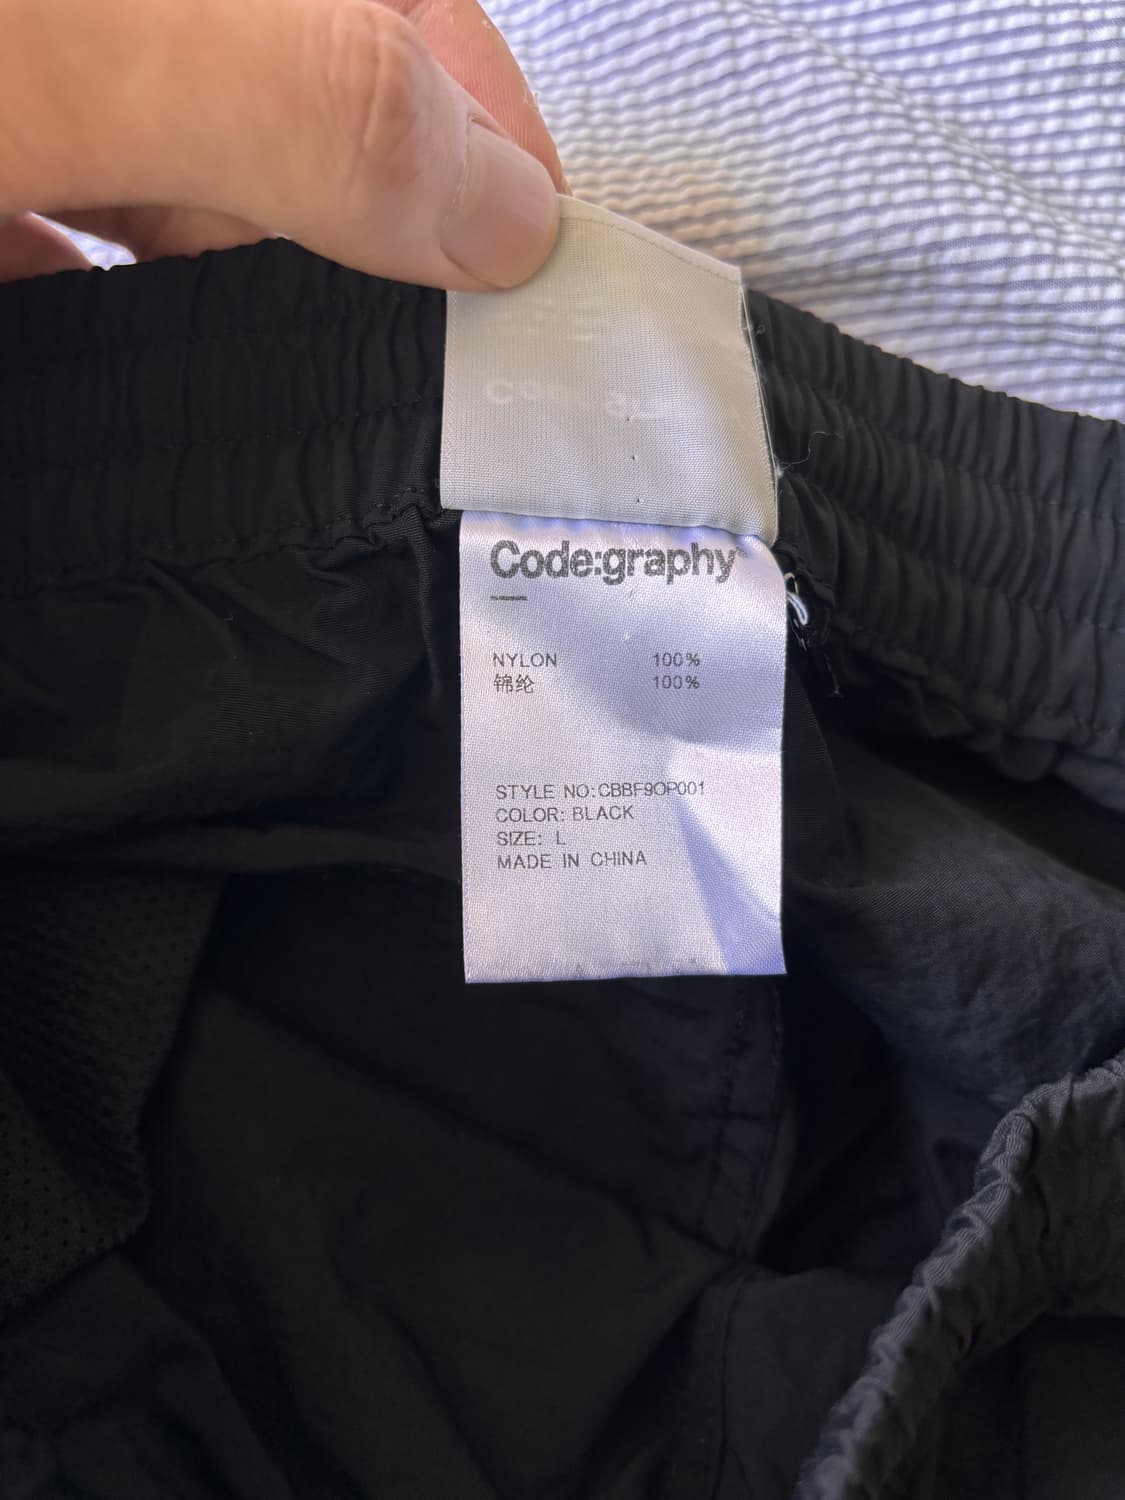 Code:graphy
NYLON 100%
锦纶 100%
STYLE NO:CBBF9OP001
COLOR: BLACK
SIZE: L
MADE IN CHINA